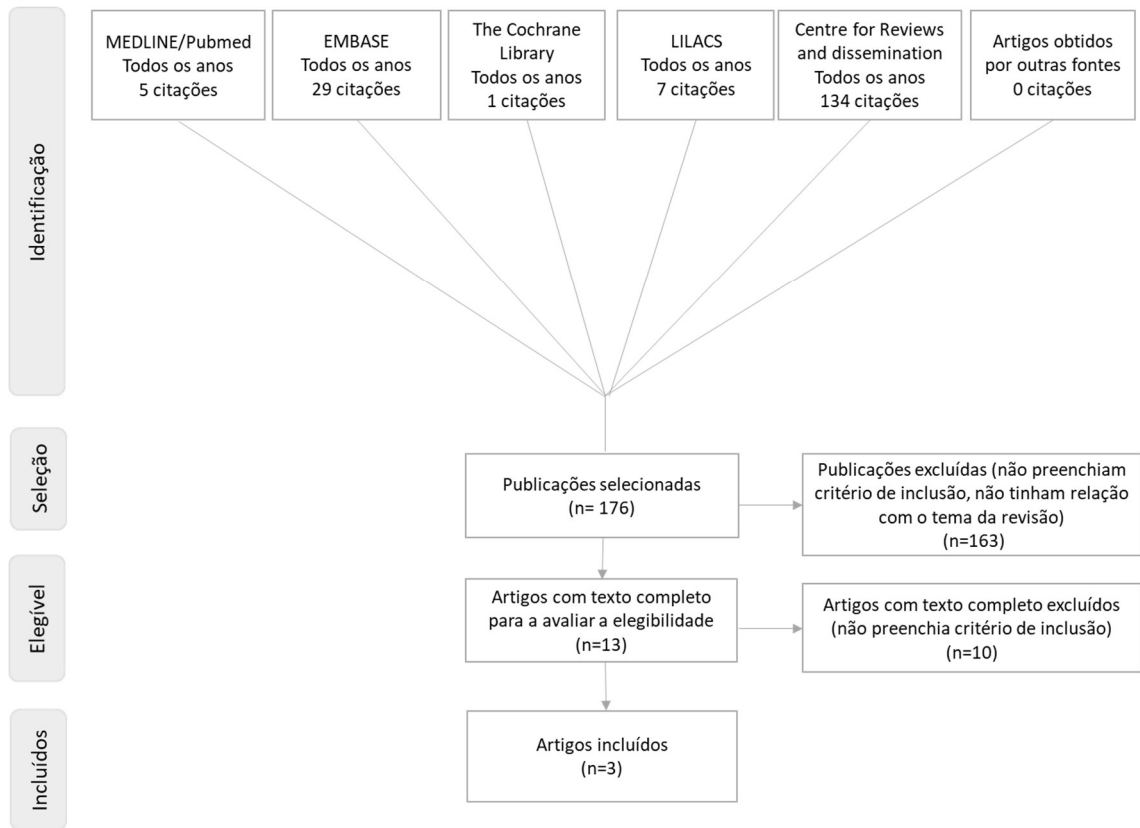 Identificação
MEDLINE/Pubmed
Todos os anos
5 citações
EMBASE
Todos os anos
29 citações
The Cochrane
Library
Todos os anos
1 citações
LILACS
Todos os anos
7 citações
Centre for Reviews
and dissemination
Todos os anos
134 citações
Artigos obtidos
por outras fontes
0 citações
Seleção
Publicações selecionadas
(n= 176)
Publicações excluídas (não preenchiam
critério de inclusão, não tinham relação
com o tema da revisão)
(n=163)
Elegível
Artigos com texto completo
para a avaliar a elegibilidade
(n=13)
Artigos com texto completo excluídos
(não preenchia critério de inclusão)
(n=10)
Incluídos
Artigos incluídos
(n=3)